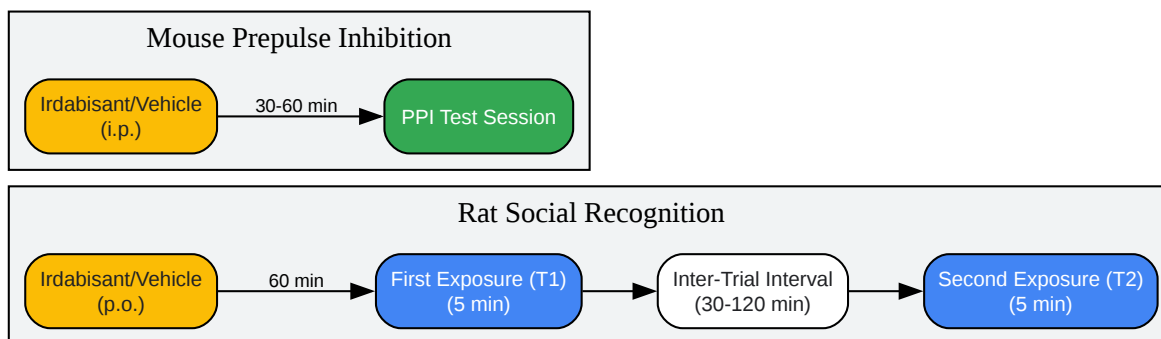 Mouse Prepulse Inhibition
Irdabisant/Vehicle
(i.p.)
30-60 min
PPI Test Session
Rat Social Recognition
Irdabisant/Vehicle
(p.o.)
60 min
First Exposure (T1)
(5 min)
Inter-Trial Interval
(30-120 min)
Second Exposure (T2)
(5 min)